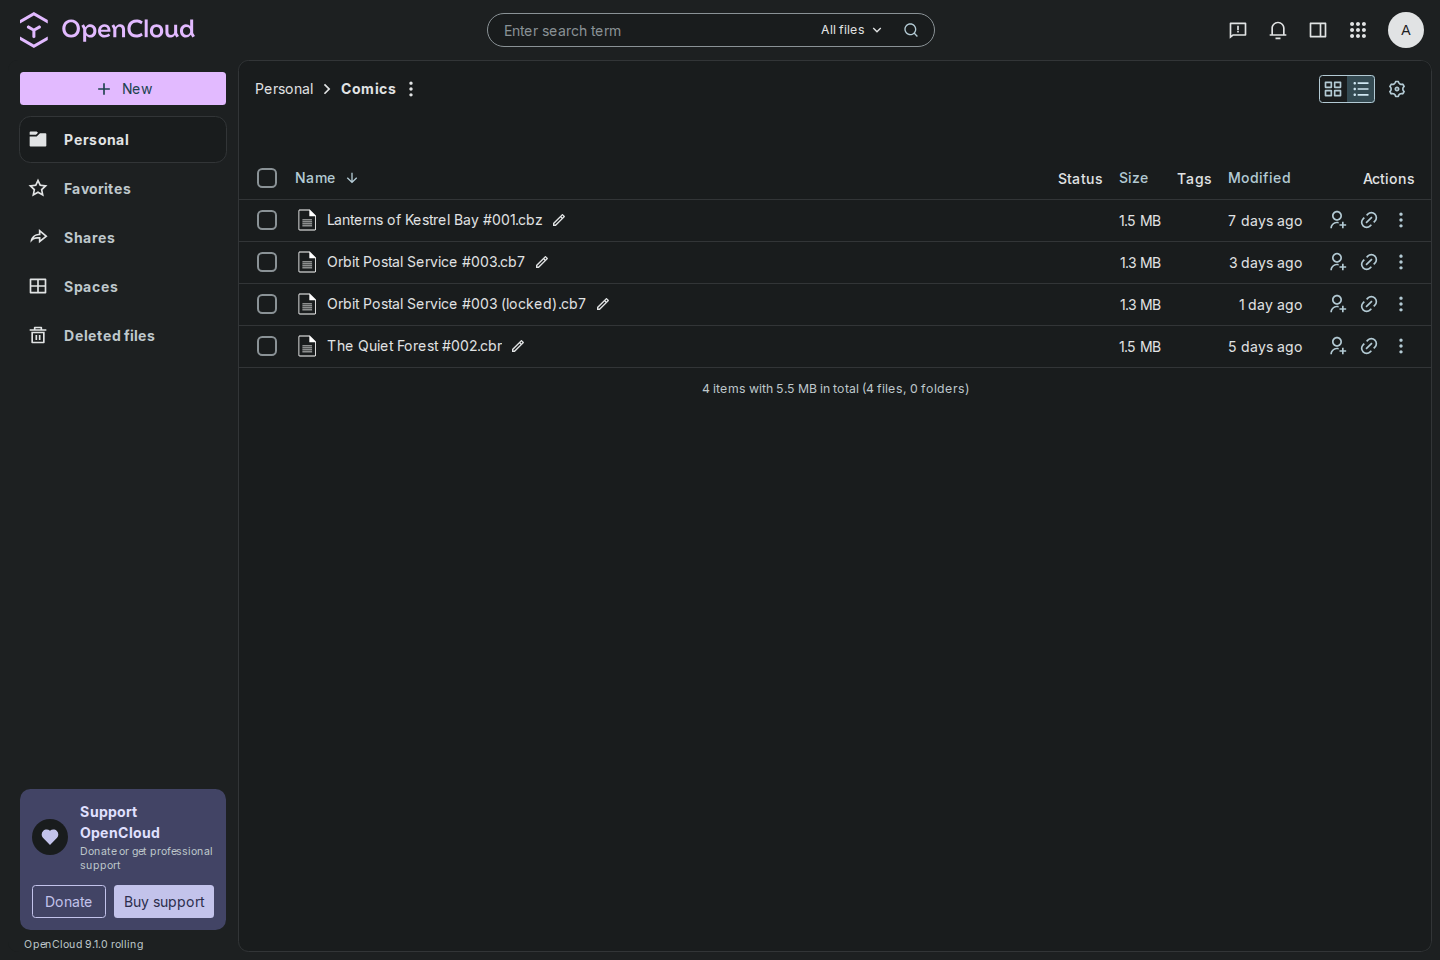 OpenCloud
Enter search term
All files
A
New
Personal
Favorites
Shares
Spaces
Deleted files
Personal
Comics
Name
Status
Size
Tags
Modified
Actions
Lanterns of Kestrel Bay #001.cbz
1.5 MB
7 days ago
Orbit Postal Service #003.cb7
1.3 MB
3 days ago
Orbit Postal Service #003 (locked).cb7
1.3 MB
1 day ago
The Quiet Forest #002.cbr
1.5 MB
5 days ago
4 items with 5.5 MB in total (4 files, 0 folders)
Support
OpenCloud
Donate or get professional
support
Donate
Buy support
OpenCloud 9.1.0 rolling